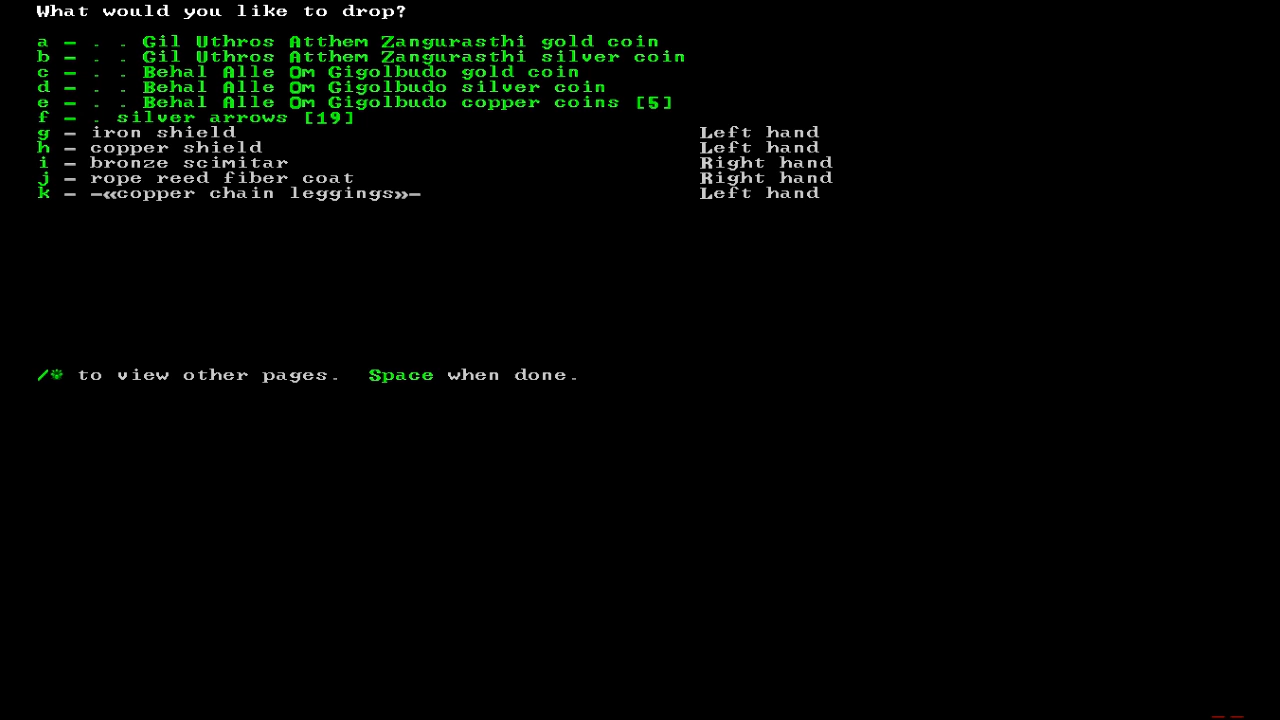 What would you like to drop?
a - . . Gil Uthros Atthem Zangurasthi gold coin
b - . . Gil Uthros Atthem Zangurasthi silver coin
c - . . Behal Alle Om Gigolbudo gold coin
d - . . Behal Alle Om Gigolbudo silver coin
e - . . Behal Alle Om Gigolbudo copper coins [5]
f - . silver arrows [19]
g - iron shield Left hand
h - copper shield Left hand
i - bronze scimitar Right hand
j - rope reed fiber coat Right hand
k - -«copper chain leggings»- Left hand
/* to view other pages. Space when done.